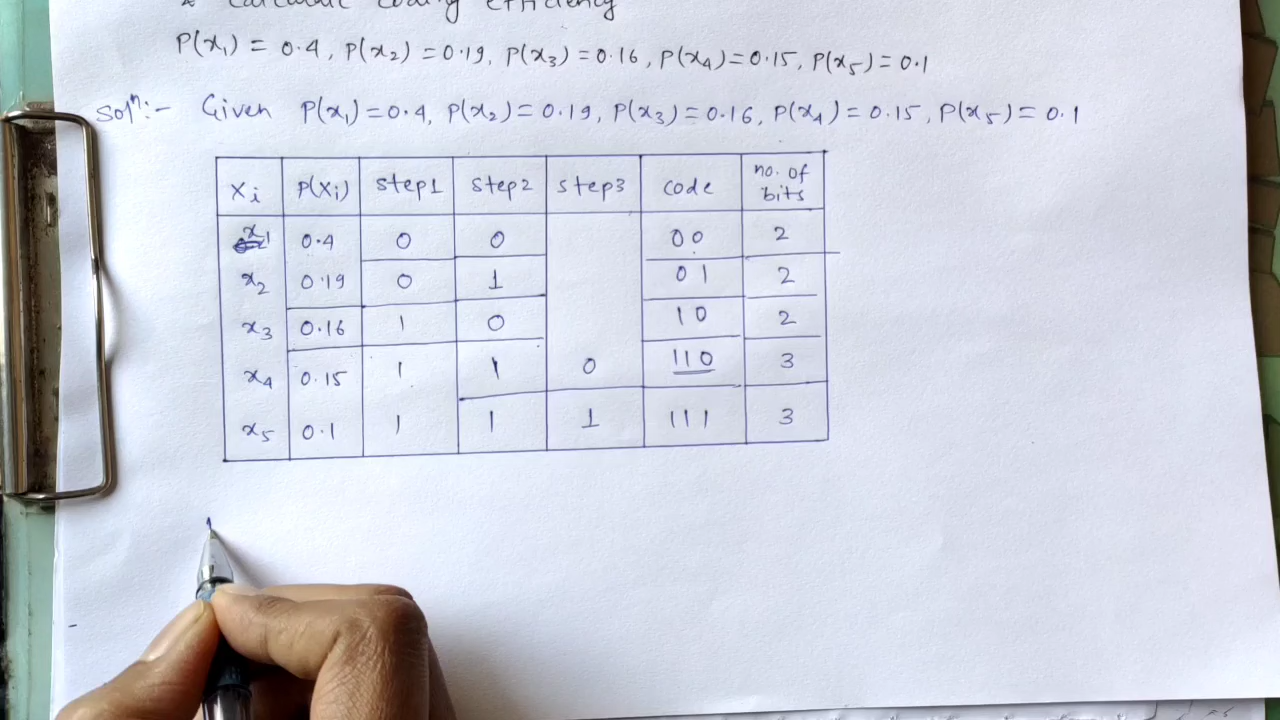 * Calculate coding efficiency
P(x₁) = 0.4, P(x₂) = 0.19, P(x₃) = 0.16, P(x₄) = 0.15, P(x₅) = 0.1
Solⁿ:- Given P(x₁) = 0.4, P(x₂) = 0.19, P(x₃) = 0.16, P(x₄) = 0.15, P(x₅) = 0.1
Xi P(Xi) step1 step2 step3 code no. of bits
x₁ 0.4 0 0 00 2
x₂ 0.19 0 1 01 2
x₃ 0.16 1 0 10 2
x₄ 0.15 1 1 0 110 3
x₅ 0.1 1 1 1 111 3